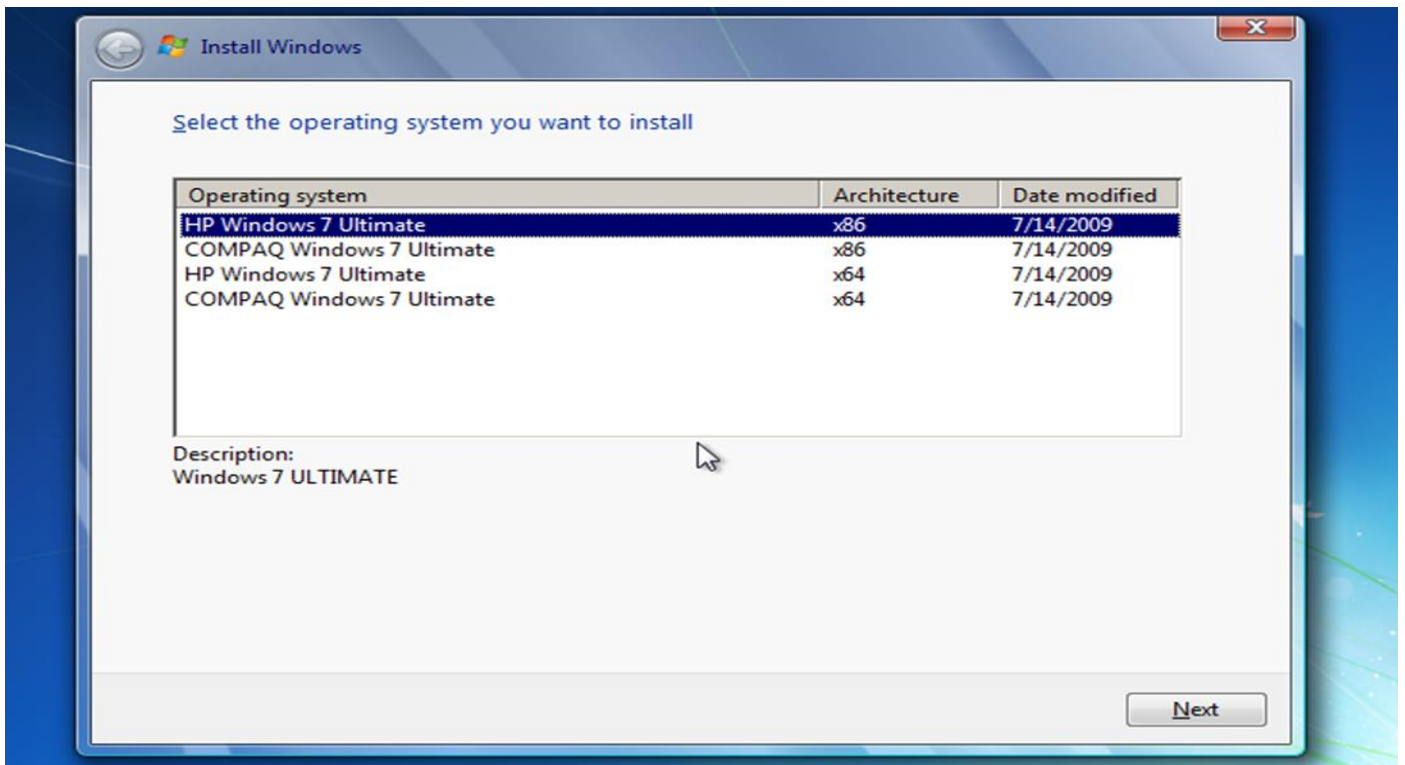 Install Windows
Select the operating system you want to install
Operating system Architecture Date modified
HP Windows 7 Ultimate x86 7/14/2009
COMPAQ Windows 7 Ultimate x86 7/14/2009
HP Windows 7 Ultimate x64 7/14/2009
COMPAQ Windows 7 Ultimate x64 7/14/2009
Description:
Windows 7 ULTIMATE
Next